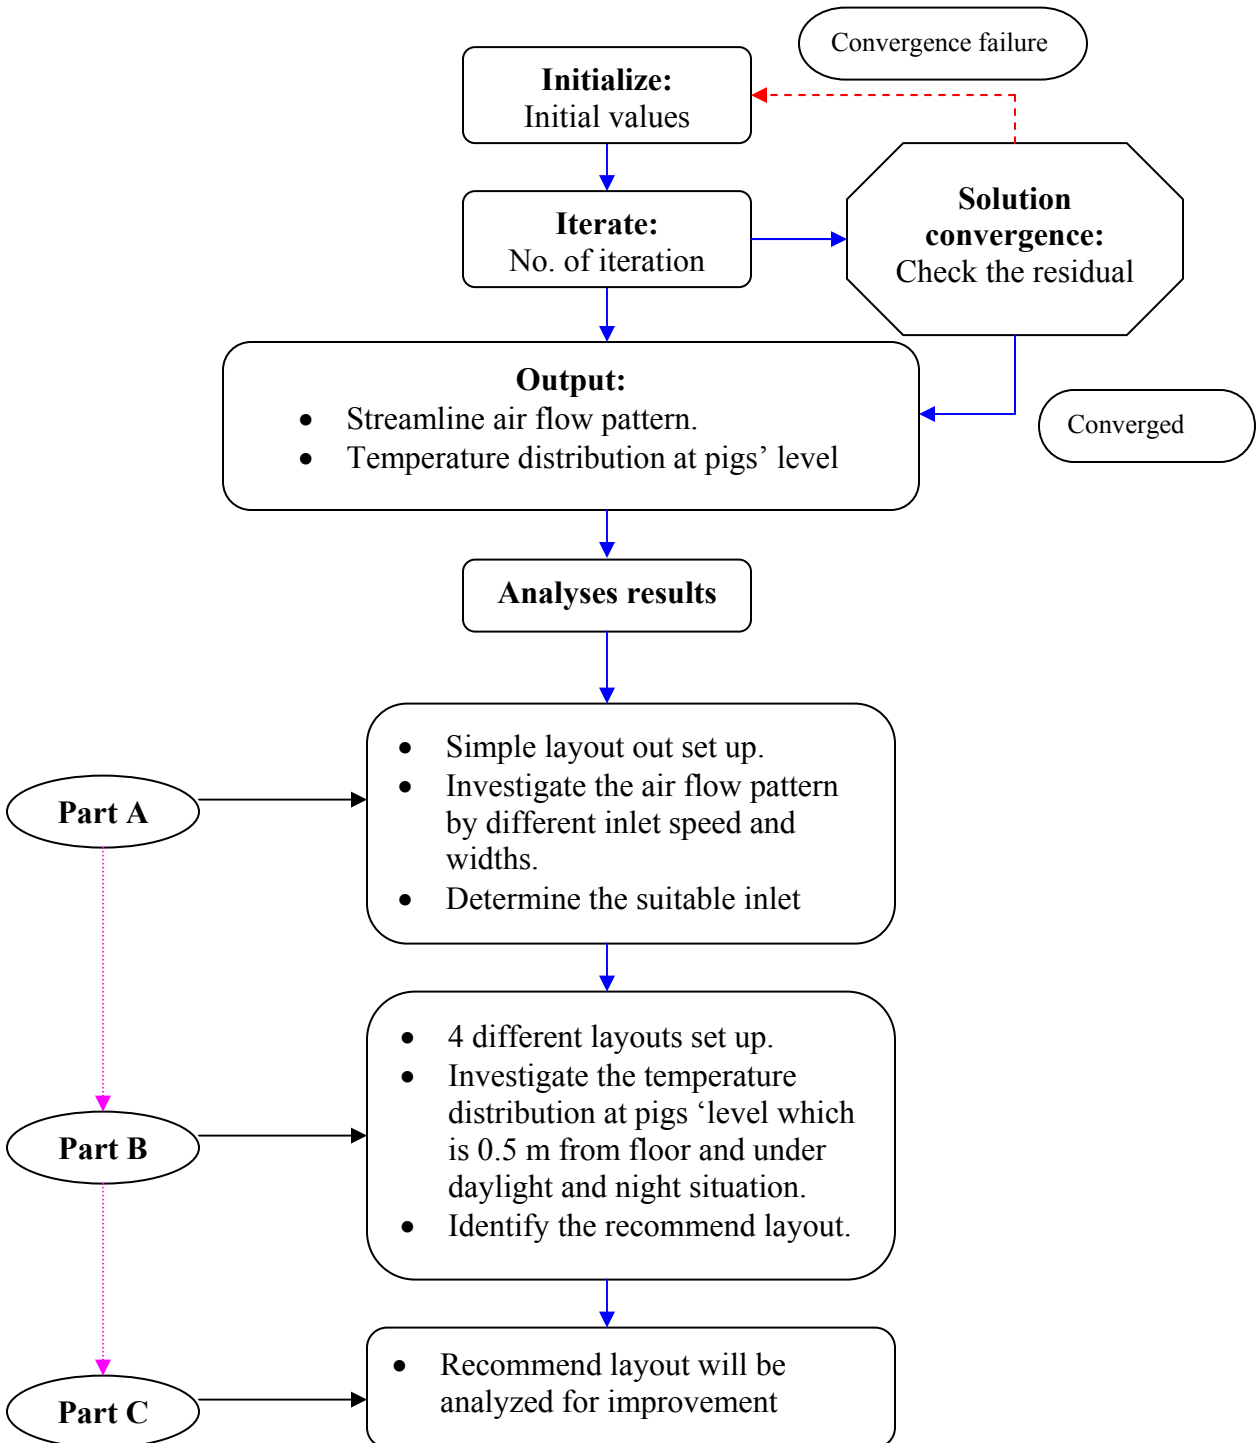 Convergence failure
Initialize:
Initial values
Iterate:
No. of iteration
Solution
convergence:
Check the residual
Output:
• Streamline air flow pattern.
• Temperature distribution at pigs’ level
Converged
Analyses results
Part A
• Simple layout out set up.
• Investigate the air flow pattern
by different inlet speed and
widths.
• Determine the suitable inlet
Part B
• 4 different layouts set up.
• Investigate the temperature
distribution at pigs ‘level which
is 0.5 m from floor and under
daylight and night situation.
• Identify the recommend layout.
Part C
• Recommend layout will be
analyzed for improvement